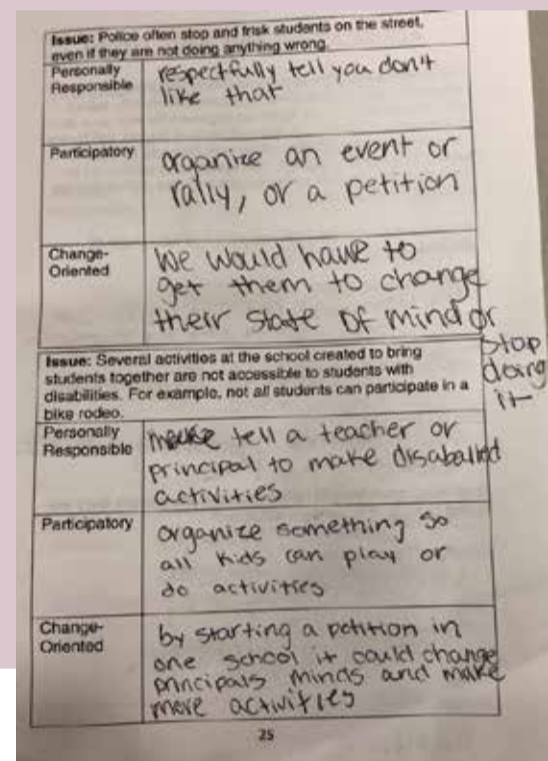 Issue: Police often stop and frisk students on the street,
even if they are not doing anything wrong.
Personally
Responsible
respectfully tell you don't
like that
Participatory
organize an event or
rally, or a petition
Change-
Oriented
We would have to
get them to change
their state of mind or
stop
doing
it
Issue: Several activities at the school created to bring
students together are not accessible to students with
disabilities. For example, not all students can participate in a
bike rodeo.
Personally
Responsible
tell a teacher or
principal to make disaballd
activities
Participatory
organize something so
all kids can play or
do activities
Change-
Oriented
by starting a petition in
one school it could change
principals minds and make
more activities
25